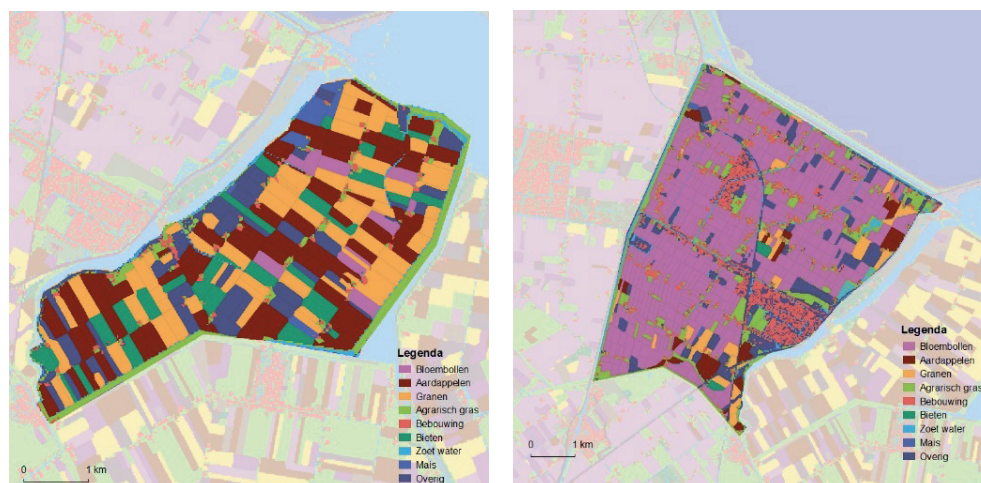 Legenda
Bloembollen
Aardappelen
Granen
Agrarisch gras
Bebouwing
Bieten
Zoet water
Mais
Overig
0 1 km
Legenda
Bloembollen
Aardappelen
Granen
Agrarisch gras
Bebouwing
Bieten
Zoet water
Mais
Overig
0 1 km